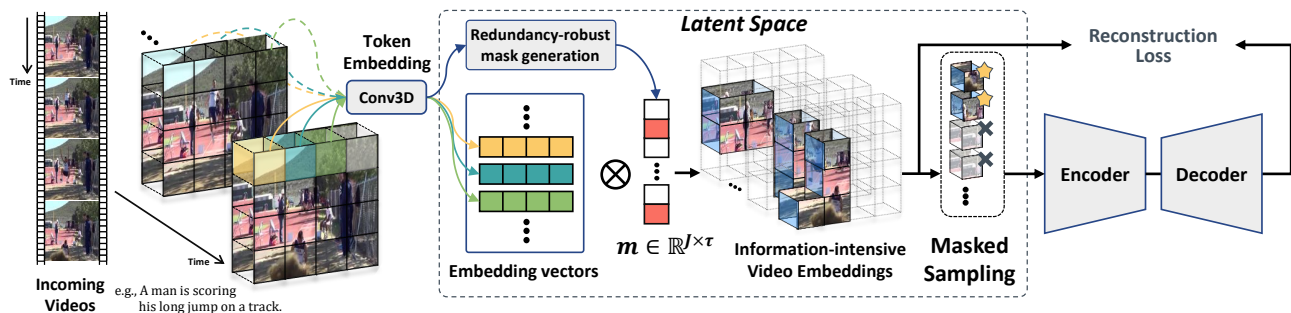 Time
Incoming
Videos
e.g., A man is scoring
his long jump on a track.
Time
Token
Embedding
Conv3D
Latent Space
Redundancy-robust
mask generation
Embedding vectors
⊗
m ∈ ℝ^{J×τ}
Information-intensive
Video Embeddings
Masked
Sampling
Reconstruction
Loss
Encoder
Decoder